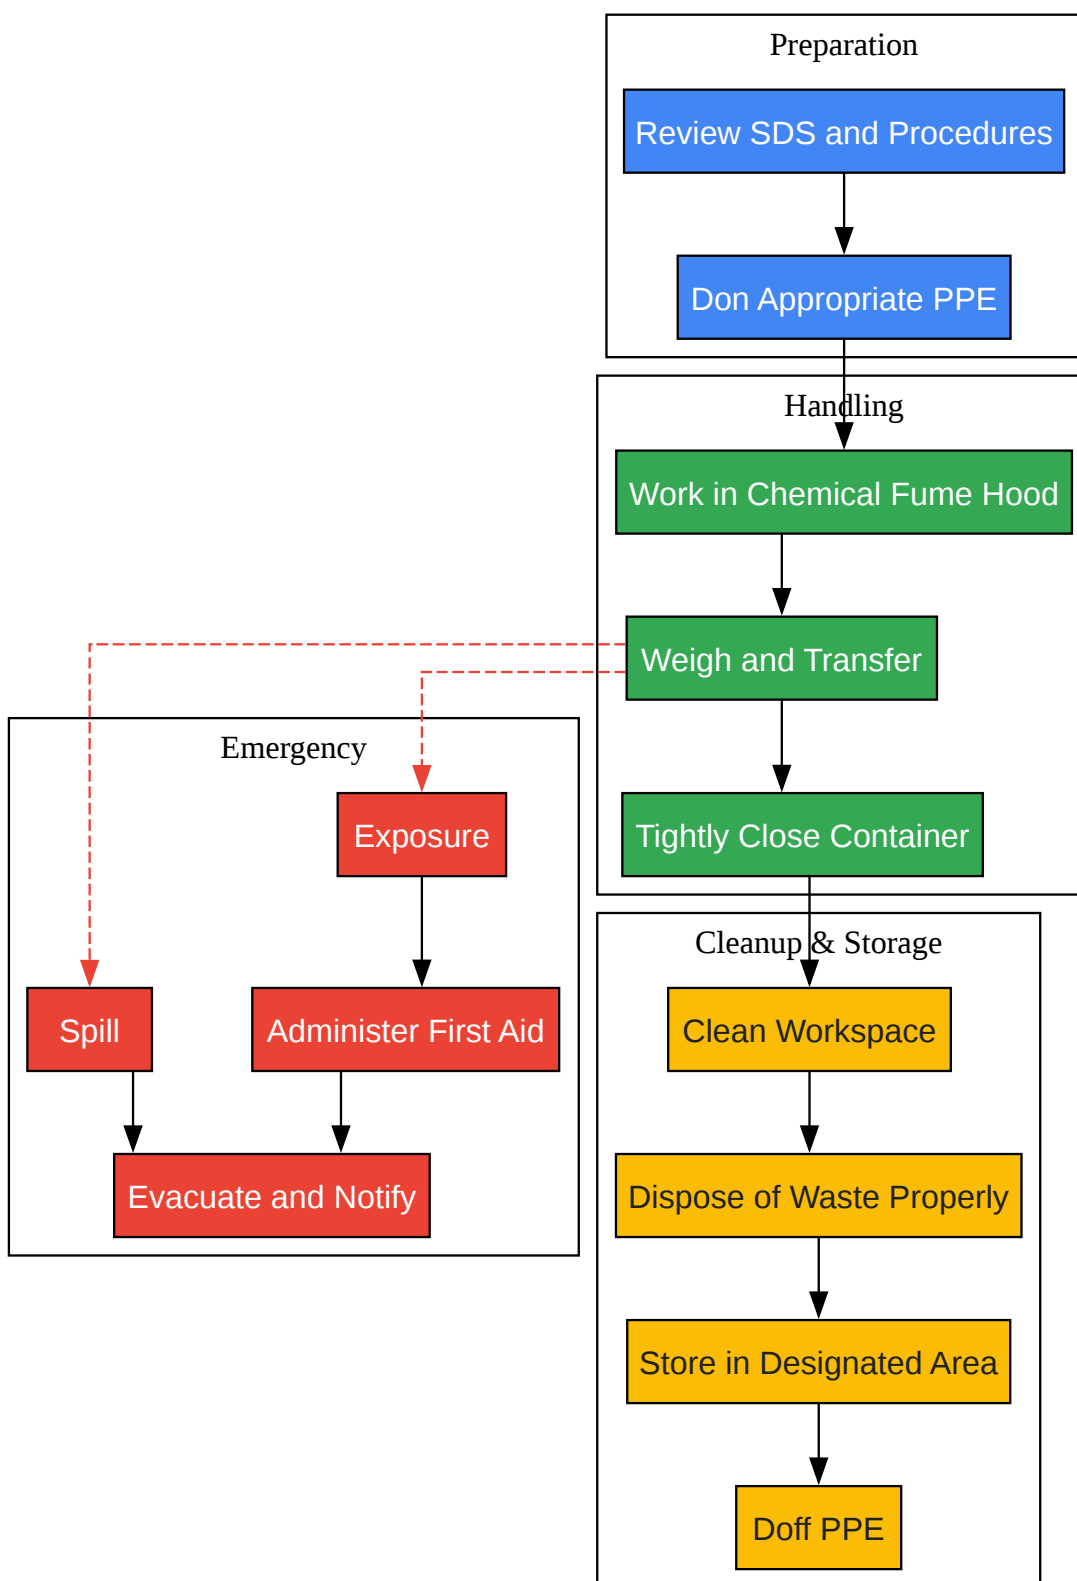 Preparation
Review SDS and Procedures
Don Appropriate PPE
Handling
Work in Chemical Fume Hood
Weigh and Transfer
Tightly Close Container
Emergency
Exposure
Spill
Administer First Aid
Evacuate and Notify
Cleanup & Storage
Clean Workspace
Dispose of Waste Properly
Store in Designated Area
Doff PPE